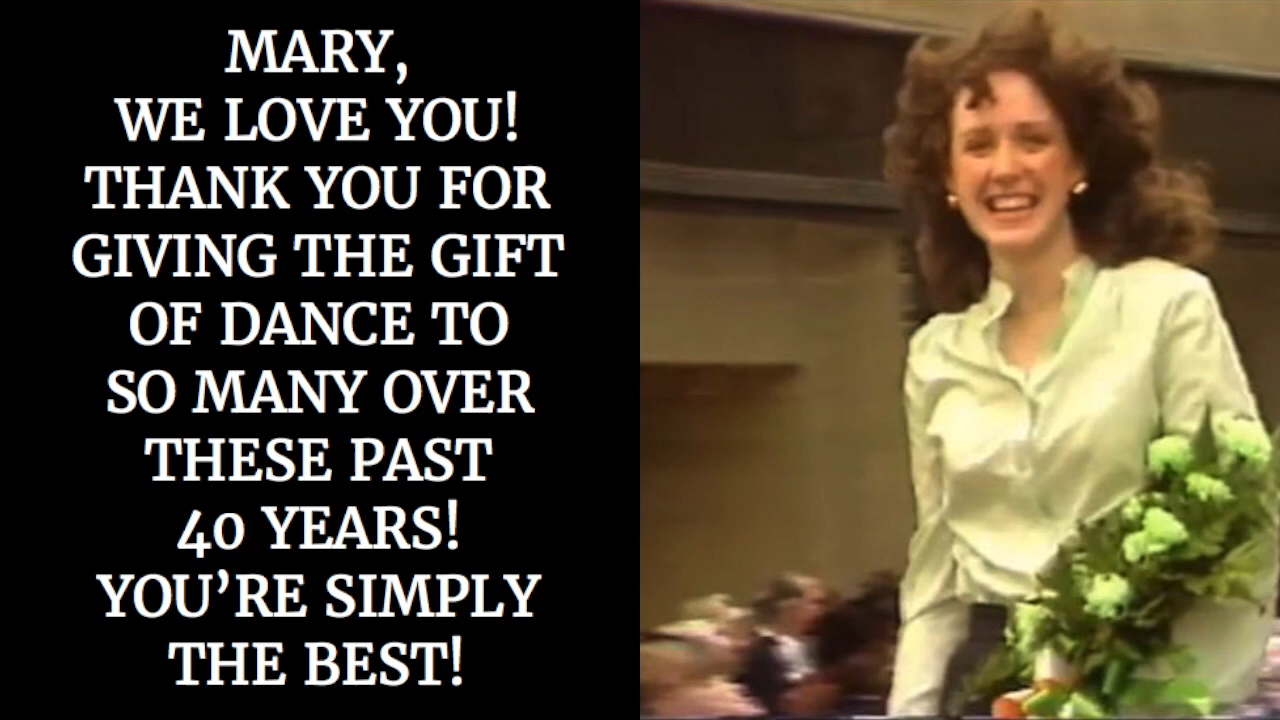 MARY,
WE LOVE YOU!
THANK YOU FOR
GIVING THE GIFT
OF DANCE TO
SO MANY OVER
THESE PAST
40 YEARS!
YOU’RE SIMPLY
THE BEST!